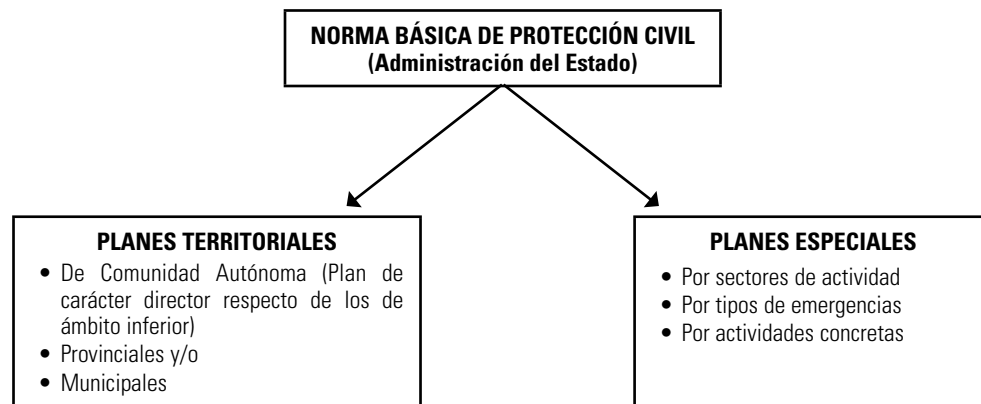 NORMA BÁSICA DE PROTECCIÓN CIVIL
(Administración del Estado)
PLANES TERRITORIALES
• De Comunidad Autónoma (Plan de
carácter director respecto de los de
ámbito inferior)
• Provinciales y/o
• Municipales
PLANES ESPECIALES
• Por sectores de actividad
• Por tipos de emergencias
• Por actividades concretas